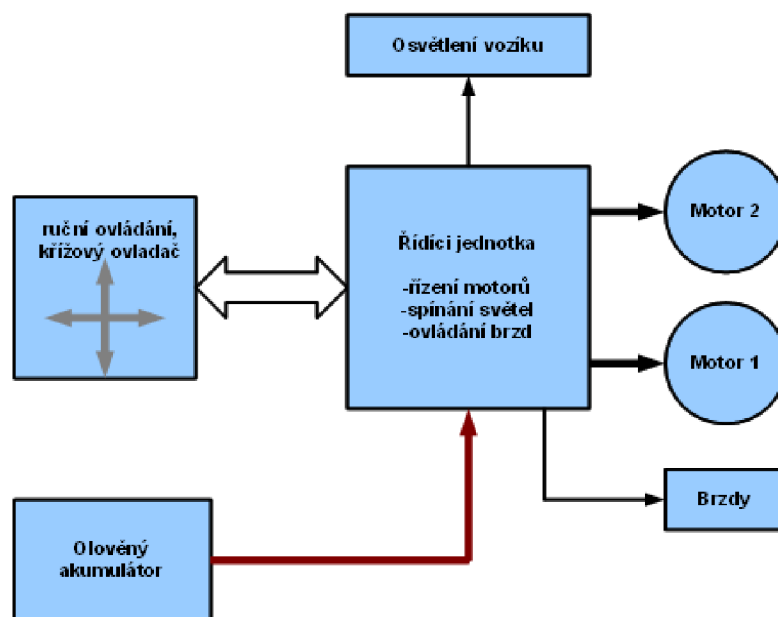 Osvětlení vozíku
ruční ovládání,
křížový ovladač
Řídící jednotka
-řízení motorů
-spínání světel
-ovládání brzd
Motor 2
Motor 1
Brzdy
Olověný
akumulátor